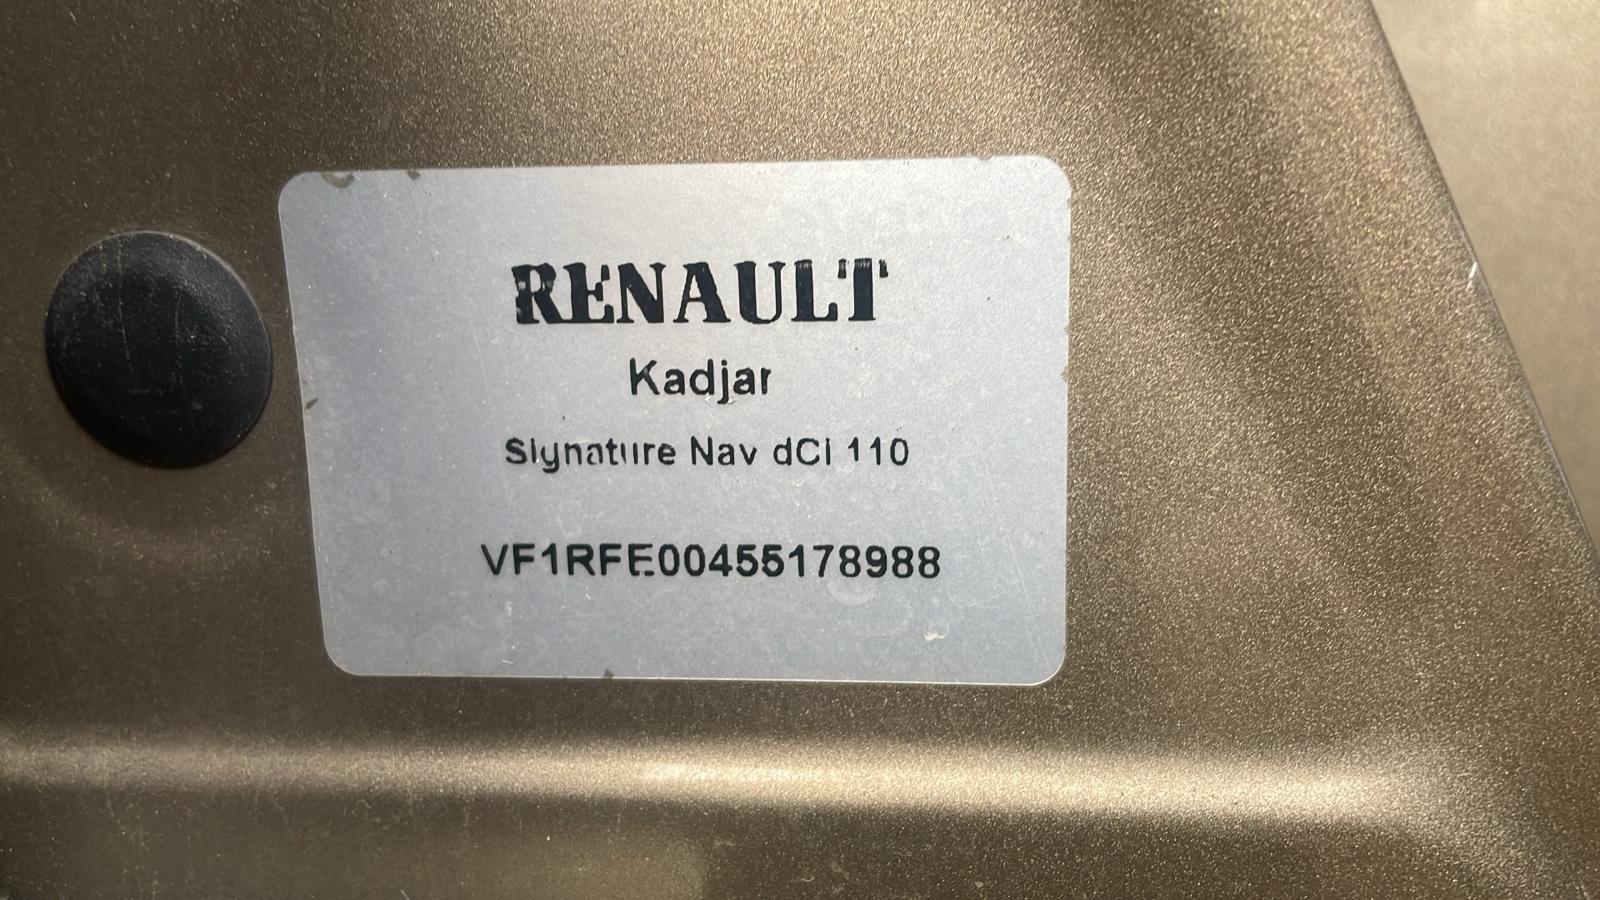 RENAULT
Kadjar
Signature Nav dCi 110
VF1RFE00455178988